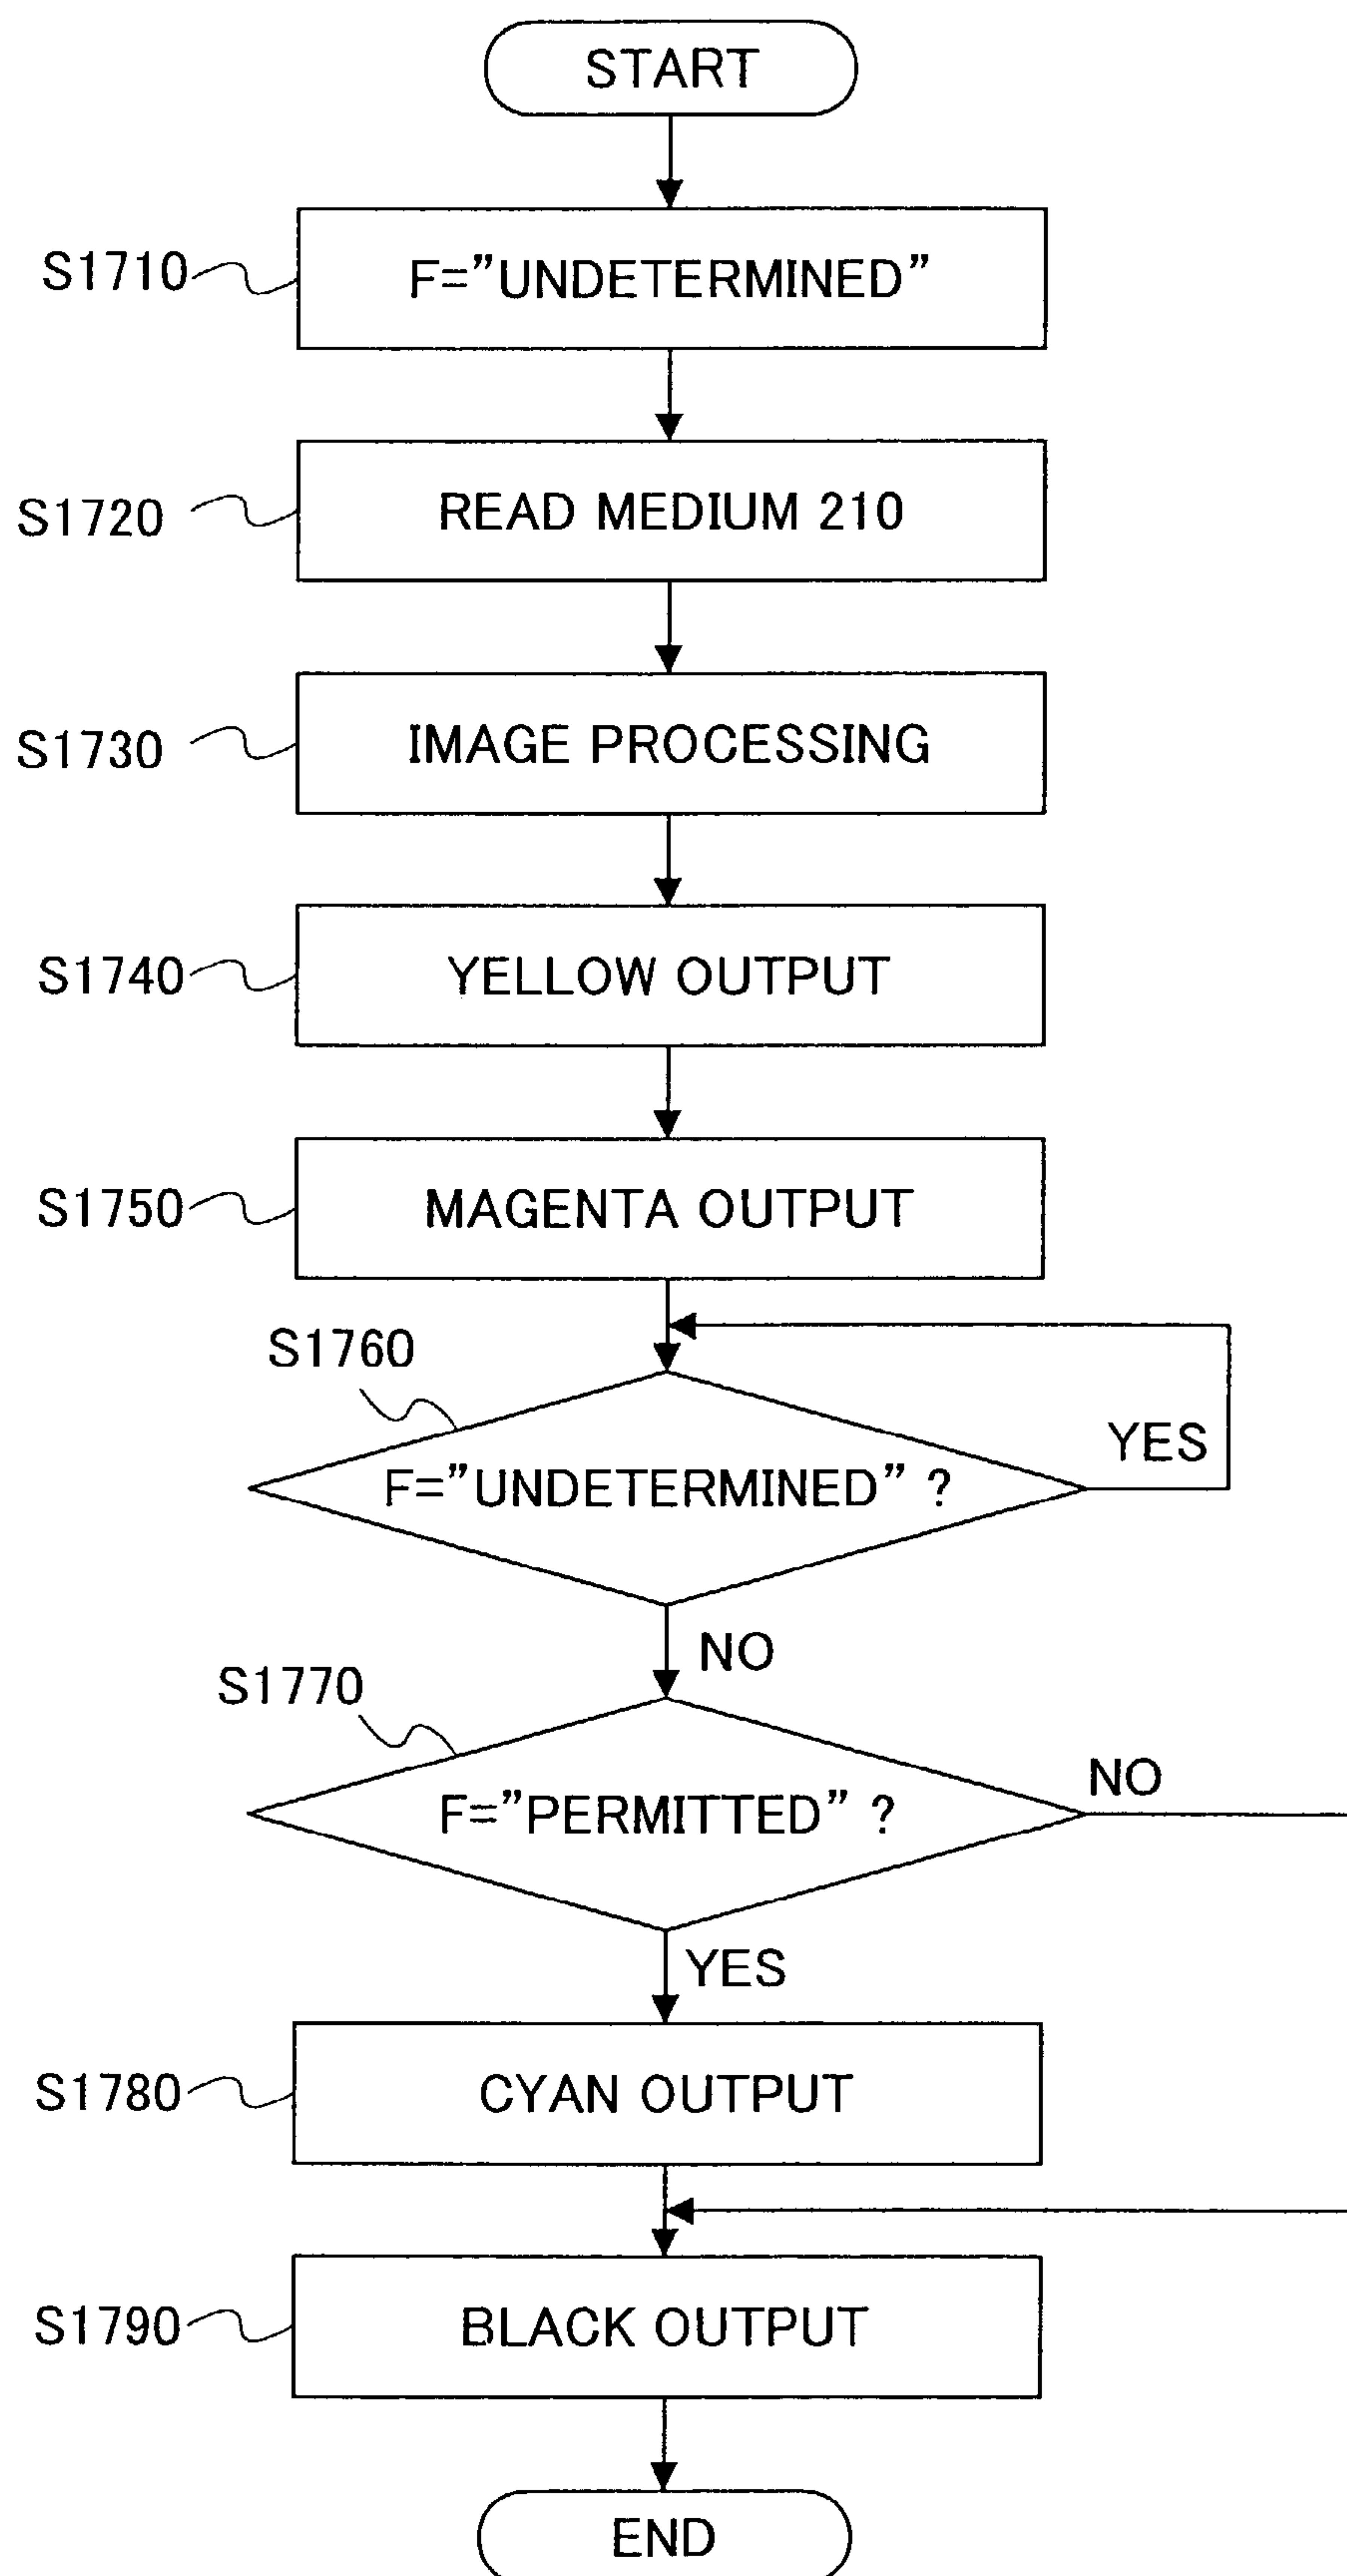 START
S1710
F=”UNDETERMINED”
S1720
READ MEDIUM 210
S1730
IMAGE PROCESSING
S1740
YELLOW OUTPUT
S1750
MAGENTA OUTPUT
S1760
YES
F=”UNDETERMINED” ?
NO
S1770
NO
F=”PERMITTED” ?
YES
S1780
CYAN OUTPUT
S1790
BLACK OUTPUT
END